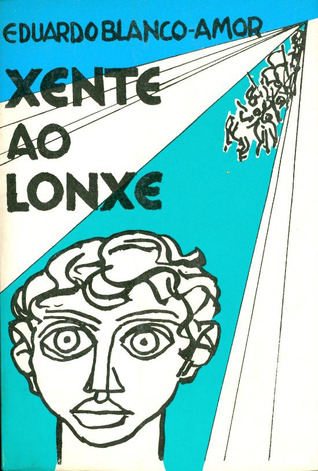 EDUARDO BLANCO-AMOR
XENTE
AO
LONXE